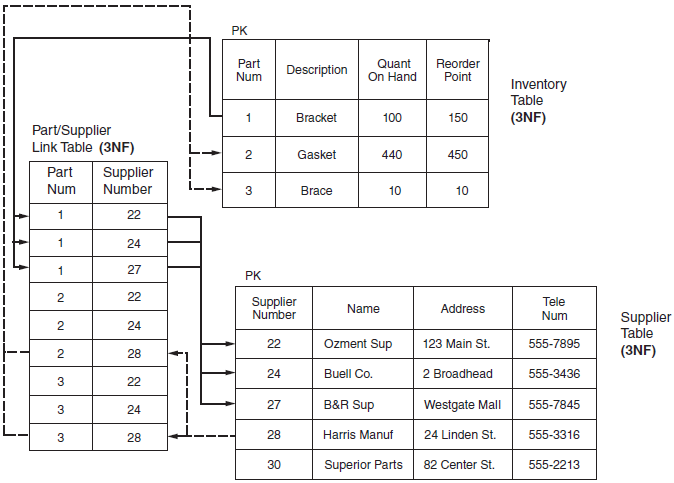 PK
Part Num Description Quant On Hand Reorder Point
1 Bracket 100 150
2 Gasket 440 450
3 Brace 10 10
Inventory
Table
(3NF)
Part/Supplier
Link Table (3NF)
Part Num Supplier Number
1 22
1 24
1 27
2 22
2 24
2 28
3 22
3 24
3 28
PK
Supplier Number Name Address Tele Num
22 Ozment Sup 123 Main St. 555-7895
24 Buell Co. 2 Broadhead 555-3436
27 B&R Sup Westgate Mall 555-7845
28 Harris Manuf 24 Linden St. 555-3316
30 Superior Parts 82 Center St. 555-2213
Supplier
Table
(3NF)